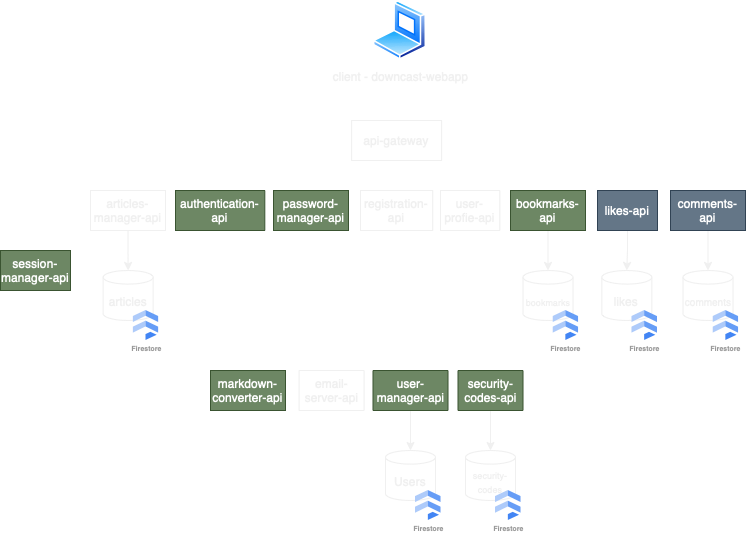 client - downcast-webapp
api-gateway
articles-
manager-api
authentication-
api
password-
manager-api
registration-
api
user-
profie-api
bookmarks-
api
likes-api
comments-
api
session-
manager-api
articles
Firestore
bookmarks
Firestore
likes
Firestore
comments
Firestore
markdown-
converter-api
email-
server-api
user-
manager-api
security-
codes-api
Users
Firestore
security-
codes
Firestore